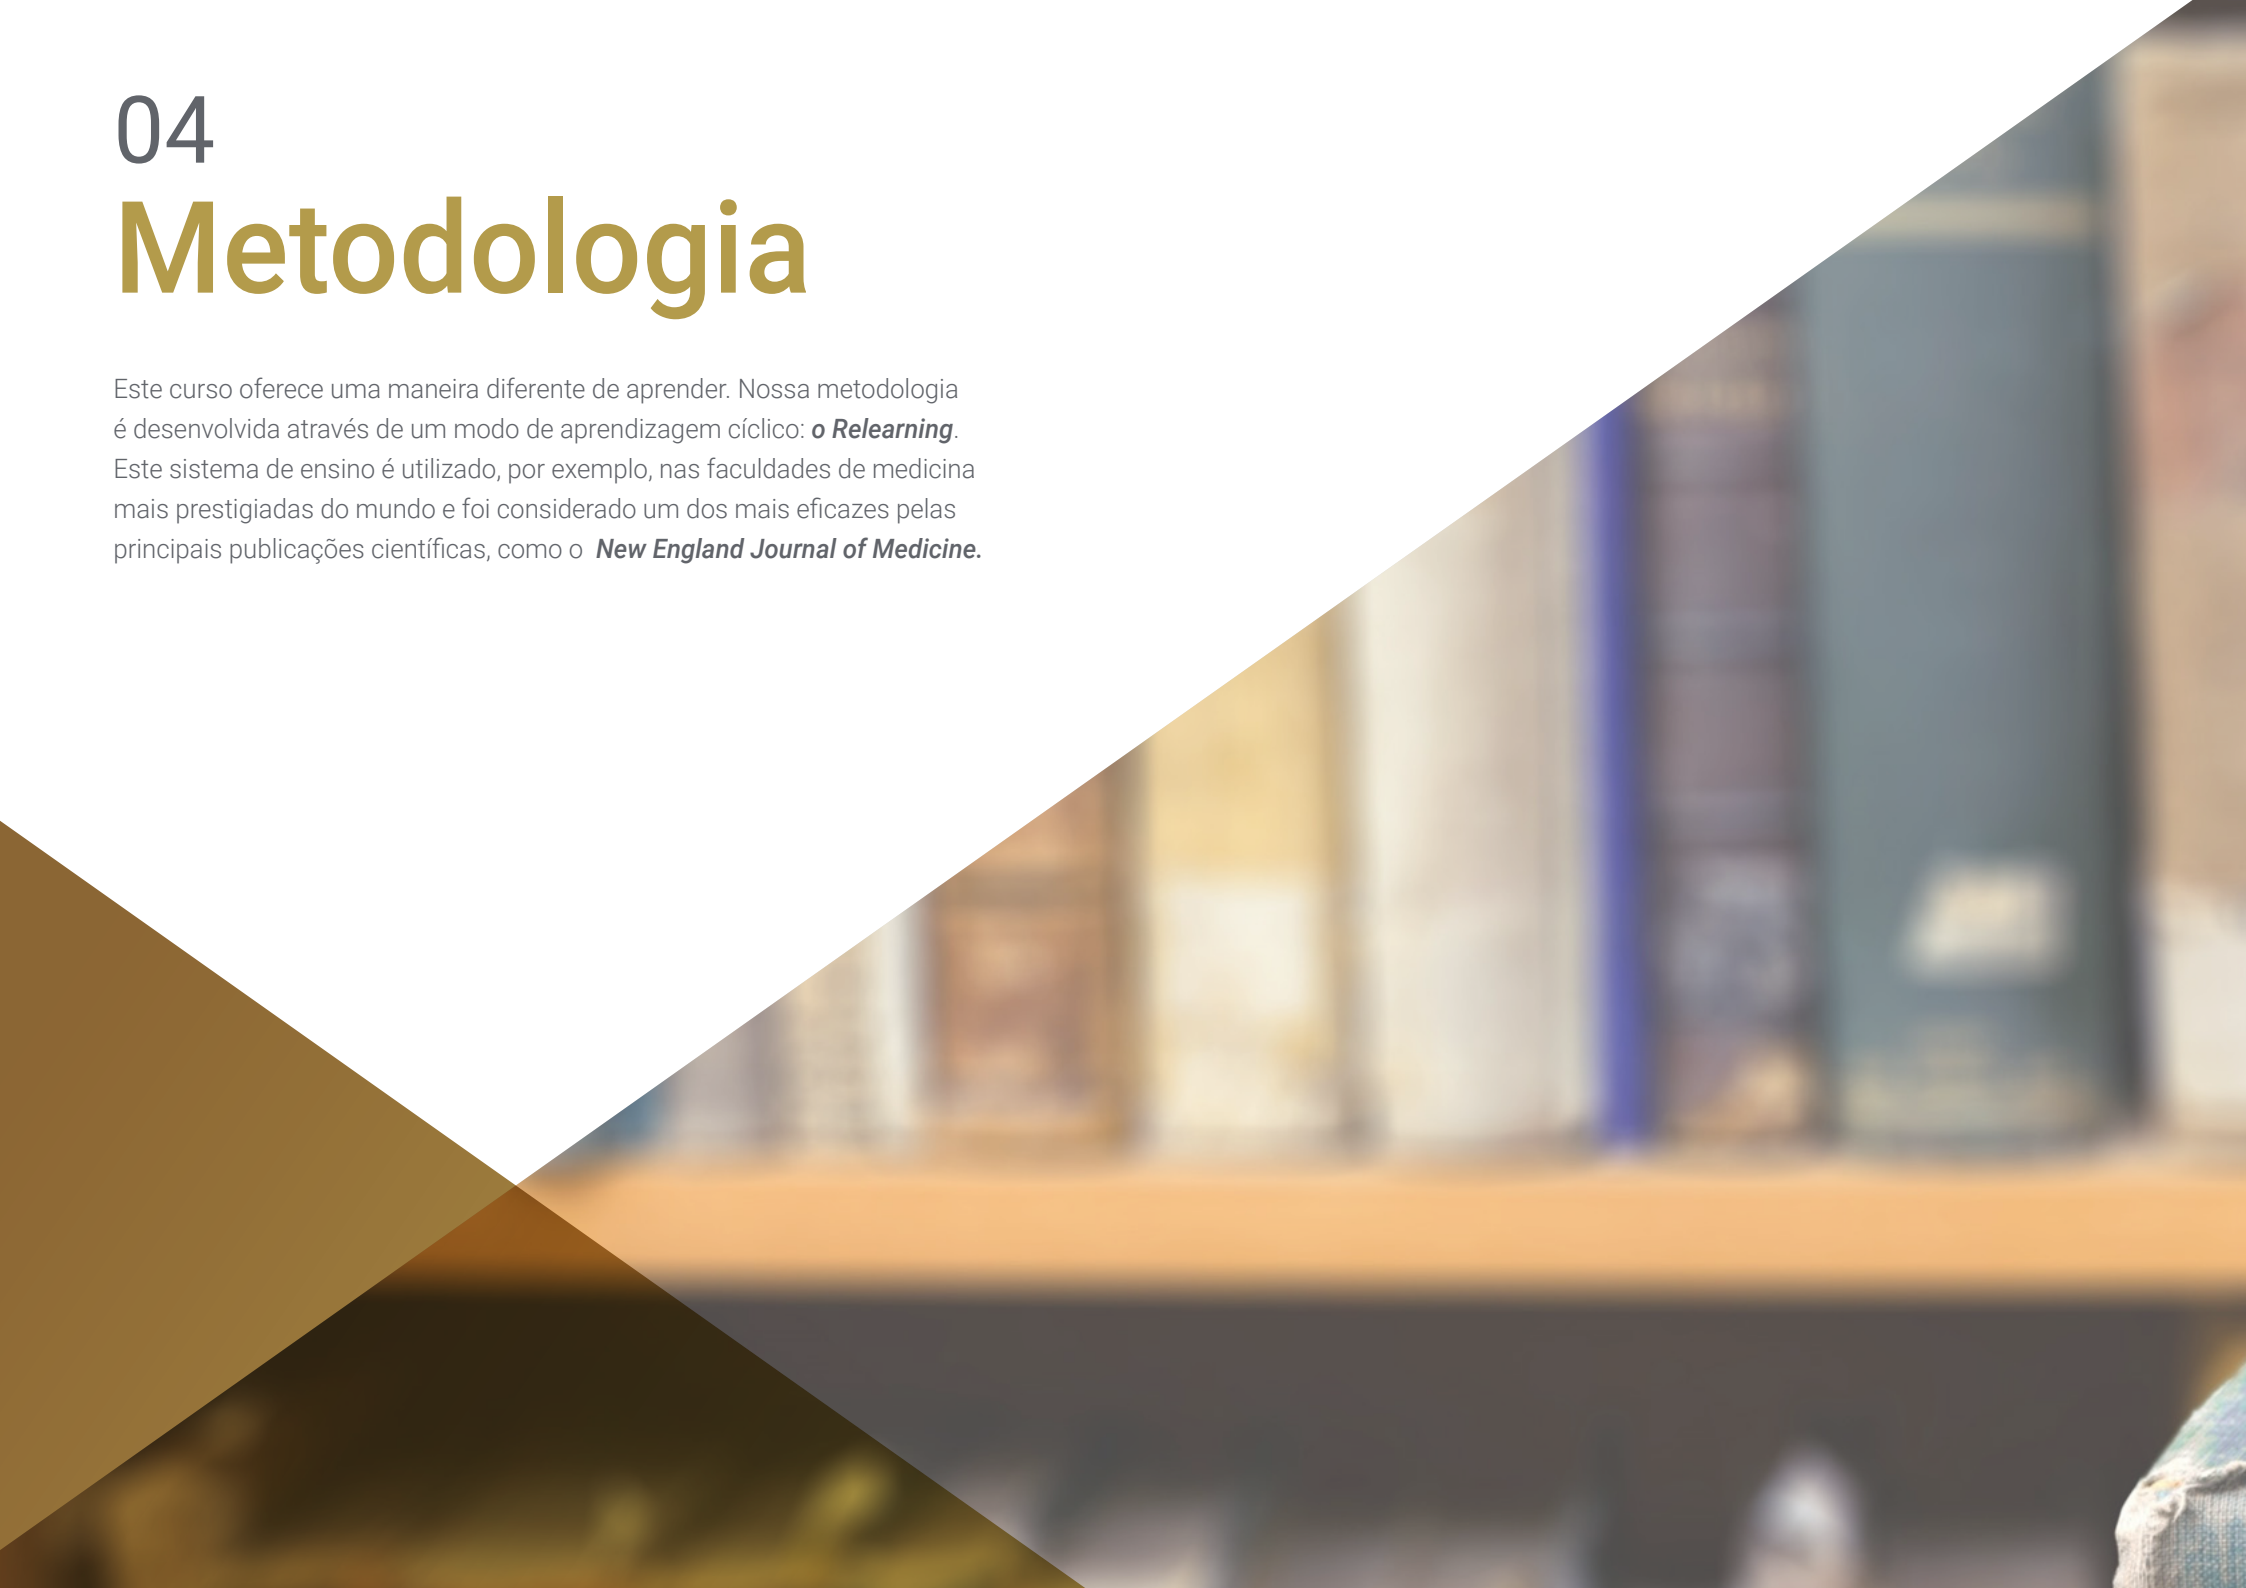 04
Metodologia
Este curso oferece uma maneira diferente de aprender. Nossa metodologia
é desenvolvida através de um modo de aprendizagem cíclico: o Relearning.
Este sistema de ensino é utilizado, por exemplo, nas faculdades de medicina
mais prestigiadas do mundo e foi considerado um dos mais eficazes pelas
principais publicações científicas, como o New England Journal of Medicine.